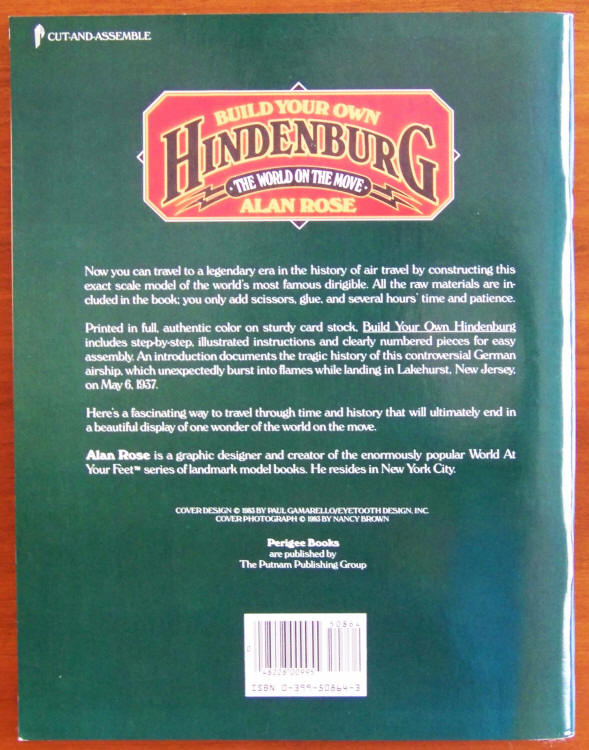 CUT-AND-ASSEMBLE
BUILD YOUR OWN
HINDENBURG
• THE WORLD ON THE MOVE •
ALAN ROSE
Now you can travel to a legendary era in the history of air travel by constructing this
exact scale model of the world's most famous dirigible. All the raw materials are in-
cluded in the book; you only add scissors, glue, and several hours' time and patience.
Printed in full, authentic color on sturdy card stock, Build Your Own Hindenburg
includes step-by-step, illustrated instructions and clearly numbered pieces for easy
assembly. An introduction documents the tragic history of this controversial German
airship, which unexpectedly burst into flames while landing in Lakehurst, New Jersey,
on May 6, 1937.
Here's a fascinating way to travel through time and history that will ultimately end in
a beautiful display of one wonder of the world on the move.
Alan Rose is a graphic designer and creator of the enormously popular World At
Your Feet™ series of landmark model books. He resides in New York City.
COVER DESIGN © 1983 BY PAUL GAMARELLO/EYETOOTH DESIGN, INC.
COVER PHOTOGRAPH © 1983 BY NANCY BROWN
Perigee Books
are published by
The Putnam Publishing Group
50864
0
48228 00995
ISBN 0-399-50864-3